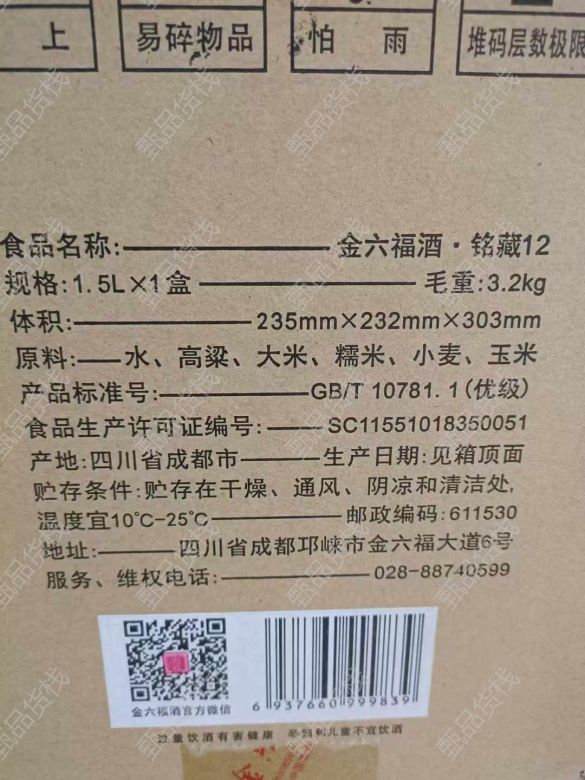 上 易碎物品 怕 雨 堆码层数极限
食品名称:金六福酒·铭藏12
规格:1.5L×1盒 毛重:3.2kg
体积:235mm×232mm×303mm
原料:水、高粱、大米、糯米、小麦、玉米
产品标准号:GB/T 10781.1(优级)
食品生产许可证编号:SC11551018350051
产地:四川省成都市 生产日期:见箱顶面
贮存条件:贮存在干燥、通风、阴凉和清洁处,
温度宜10℃-25℃ 邮政编码:611530
地址:四川省成都邛崃市金六福大道6号
服务、维权电话:028-88740599
金六福酒官方微信
6 937660 999839
过量饮酒有害健康 孕妇和儿童不宜饮酒
甄品货栈